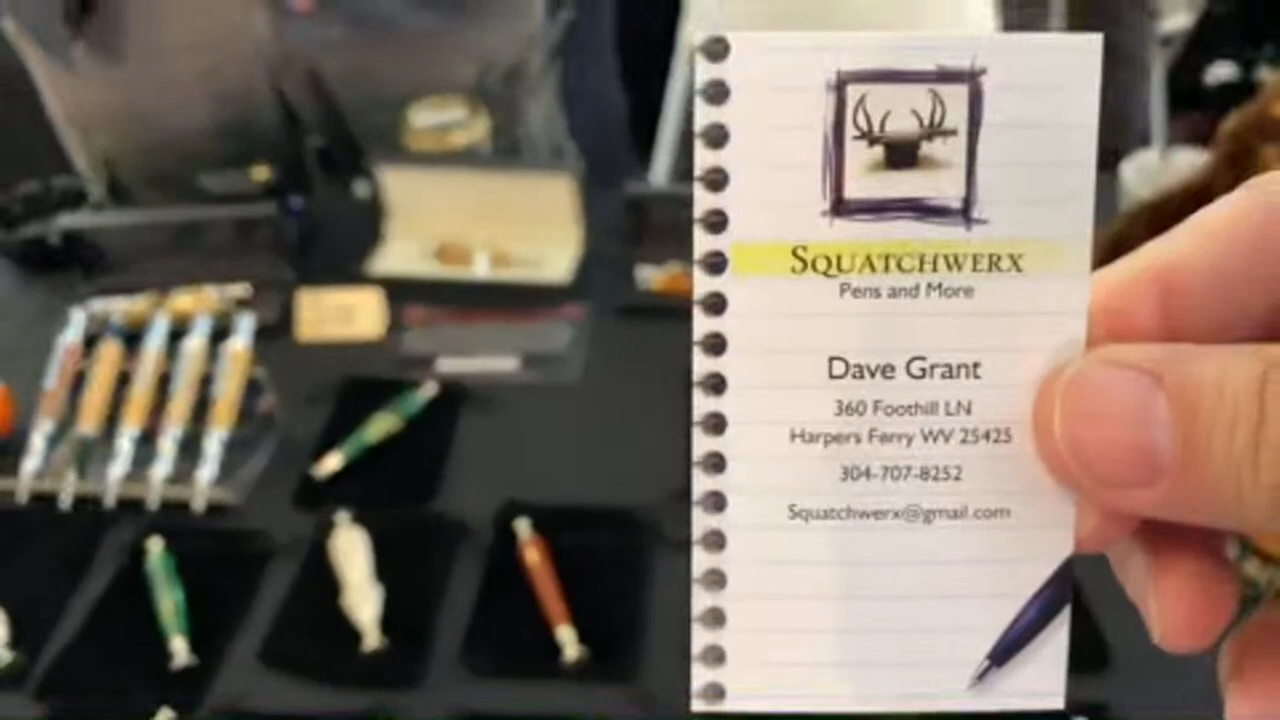 SQUATCHWERX
Pens and More
Dave Grant
360 Foothill LN
Harpers Ferry WV 25425
304-707-8252
Squatchwerx@gmail.com